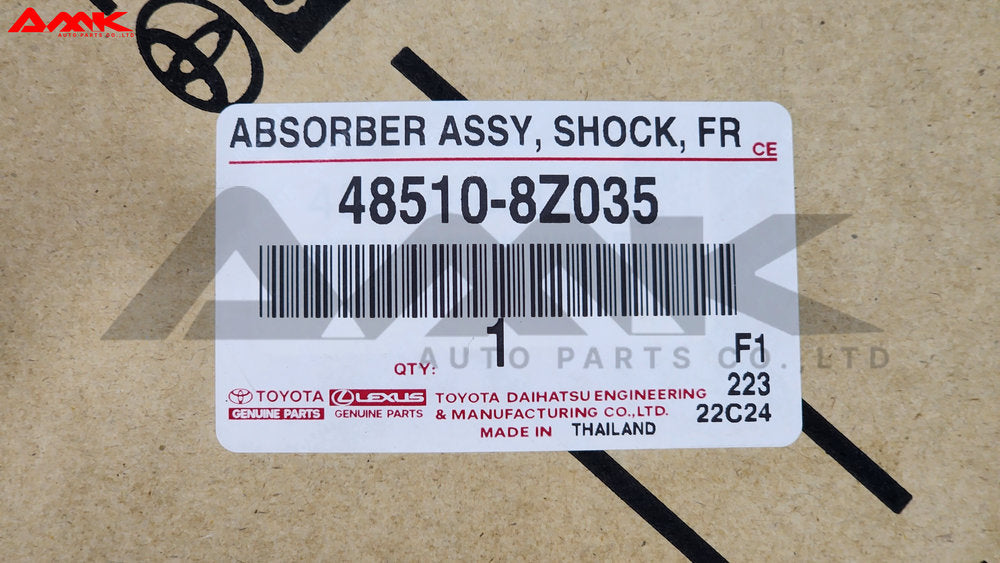 AMK
AUTO PARTS CO.,LTD
ABSORBER ASSY, SHOCK, FR CE
48510-8Z035
AMK
AUTO PARTS CO.,LTD
1
QTY:
F1
223
22C24
TOYOTA LEXUS
GENUINE PARTS GENUINE PARTS
TOYOTA DAIHATSU ENGINEERING
& MANUFACTURING CO.,LTD.
MADE IN THAILAND